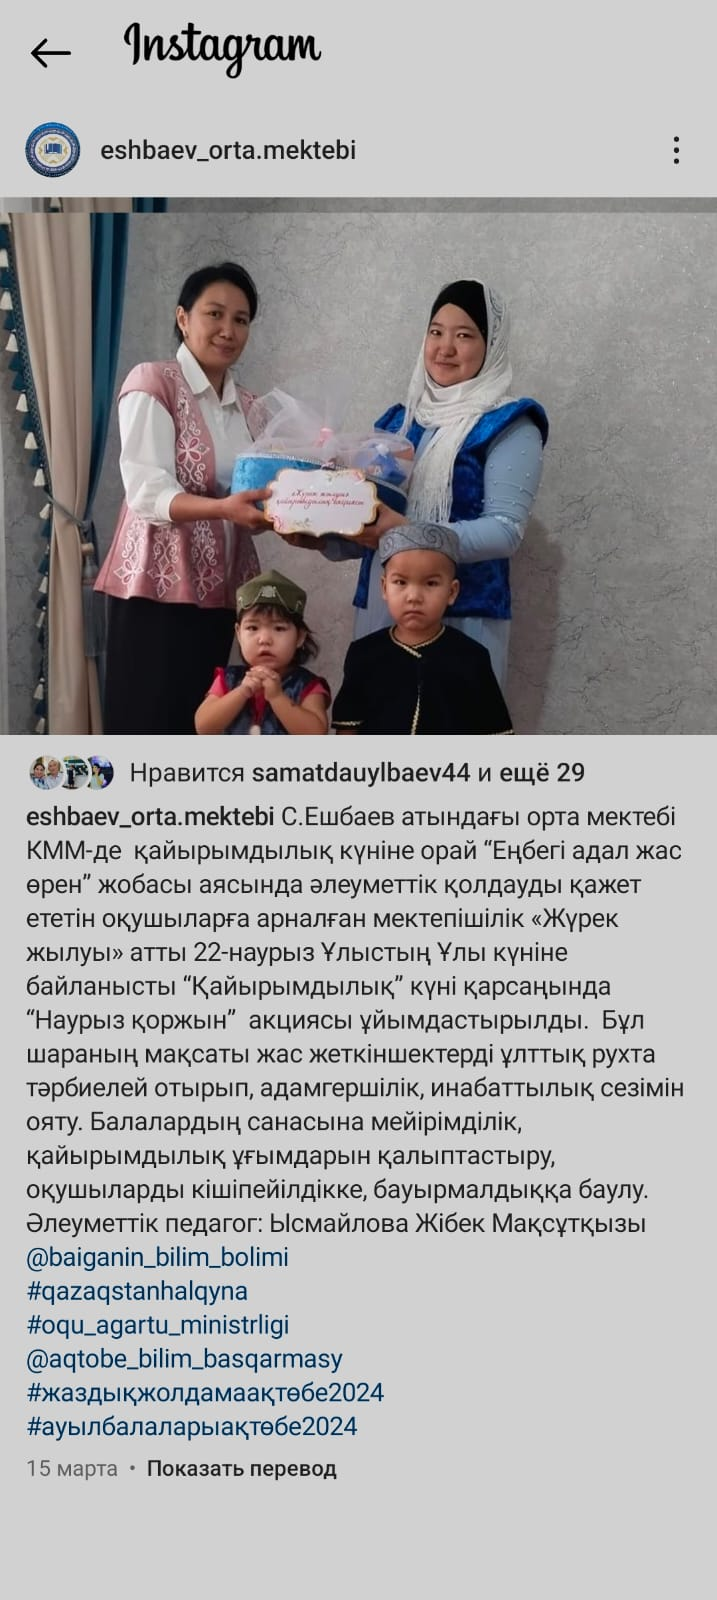 Instagram
eshbaev_orta.mektebi
«Жүрек жылуы»
қайырымдылық акциясы
Нравится samatdauylbaev44 и ещё 29
eshbaev_orta.mektebi С.Ешбаев атындағы орта мектебі
КММ-де қайырымдылық күніне орай “Еңбегі адал жас
өрен” жобасы аясында әлеуметтік қолдауды қажет
ететін оқушыларға арналған мектепішілік «Жүрек
жылуы» атты 22-наурыз Ұлыстың Ұлы күніне
байланысты “Қайырымдылық” күні қарсаңында
“Наурыз қоржын” акциясы ұйымдастырылды. Бұл
шараның мақсаты жас жеткіншектерді ұлттық рухта
тәрбиелей отырып, адамгершілік, инабаттылық сезімін
ояту. Балалардың санасына мейірімділік,
қайырымдылық ұғымдарын қалыптастыру,
оқушыларды кішіпейілдікке, бауырмалдыққа баулу.
Әлеуметтік педагог: Ысмайлова Жібек Мақсұтқызы
@baiganin_bilim_bolimi
#qazaqstanhalqyna
#oqu_agartu_ministrligi
@aqtobe_bilim_basqarmasy
#жаздықжолдамаақтөбе2024
#ауылбалаларыақтөбе2024
15 марта • Показать перевод